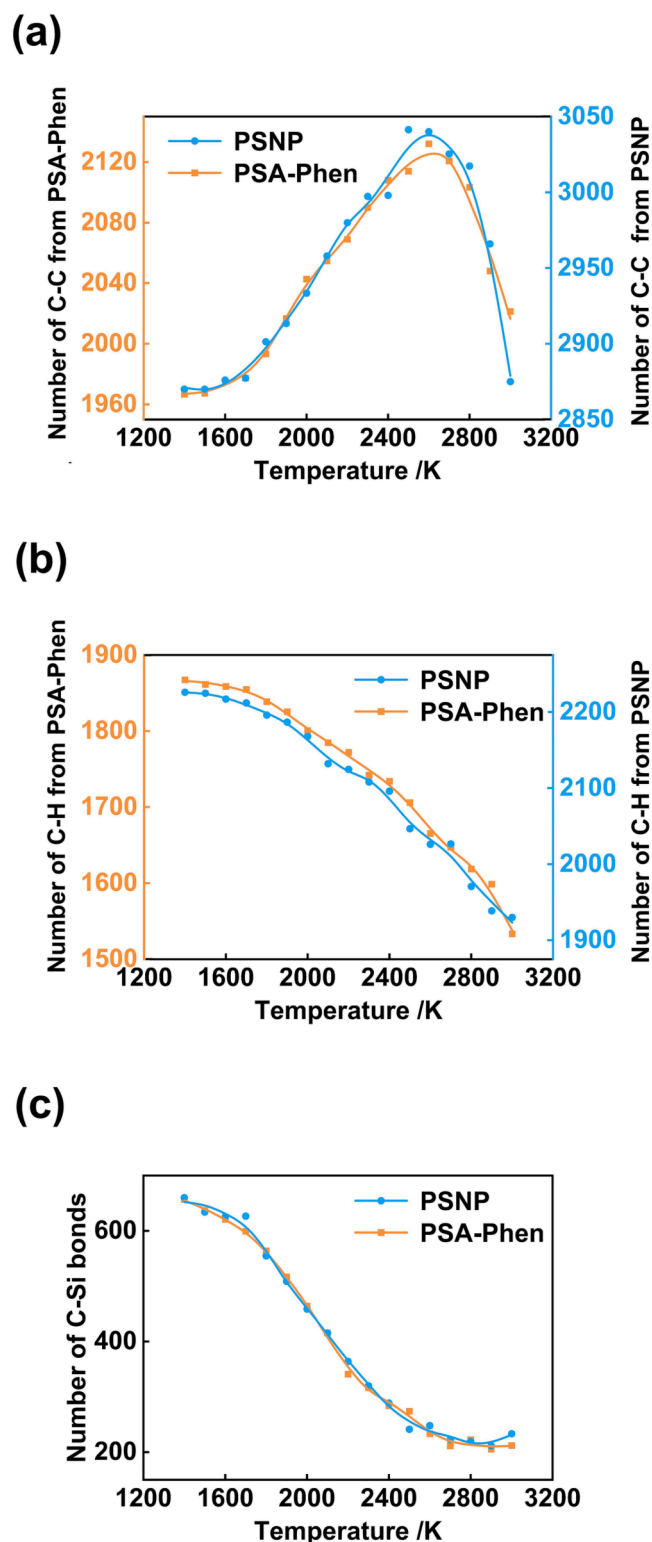 (a)
Number of C-C from PSA-Phen
2120
2080
2040
2000
1960
PSNP
PSA-Phen
3050
3000
2950
2900
2850
Number of C-C from PSNP
1200 1600 2000 2400 2800 3200
Temperature /K
(b)
Number of C-H from PSA-Phen
1900
1800
1700
1600
1500
PSNP
PSA-Phen
2200
2100
2000
1900
Number of C-H from PSNP
1200 1600 2000 2400 2800 3200
Temperature /K
(c)
Number of C-Si bonds
600
400
200
PSNP
PSA-Phen
1200 1600 2000 2400 2800 3200
Temperature /K